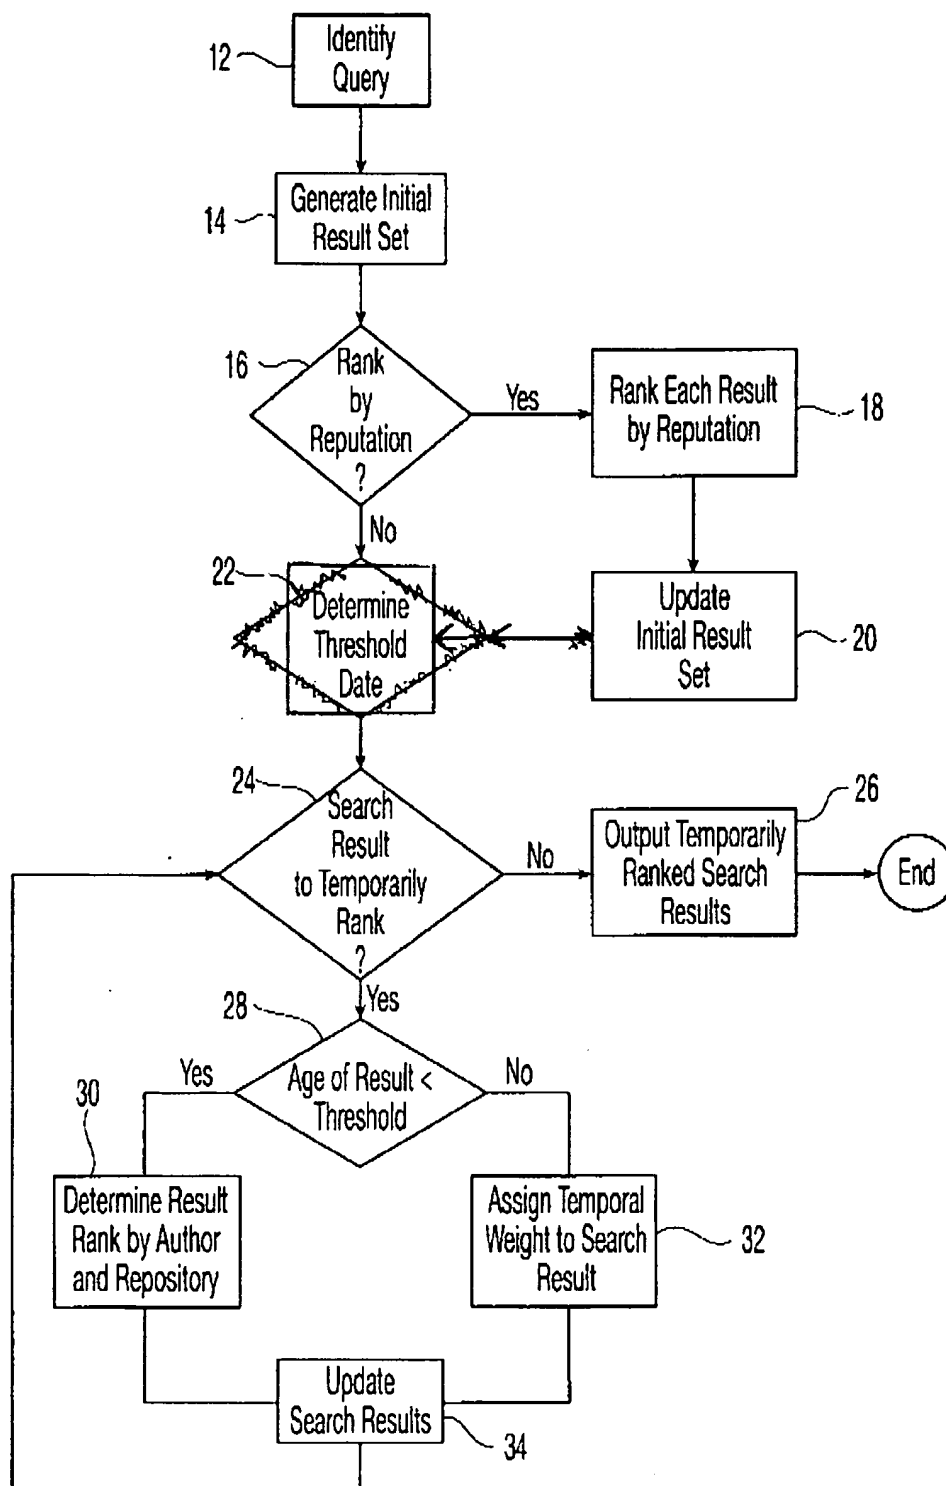 12
Identify
Query
14
Generate Initial
Result Set
16
Rank
by
Reputation
?
Yes
Rank Each Result
by Reputation
18
No
22
Determine
Threshold
Date
Update
Initial Result
Set
20
24
Search
Result
to Temporarily
Rank
?
No
Output Temporarily
Ranked Search
Results
26
End
Yes
28
Age of Result <
Threshold
Yes
No
30
Determine Result
Rank by Author
and Repository
Assign Temporal
Weight to Search
Result
32
Update
Search Results
34